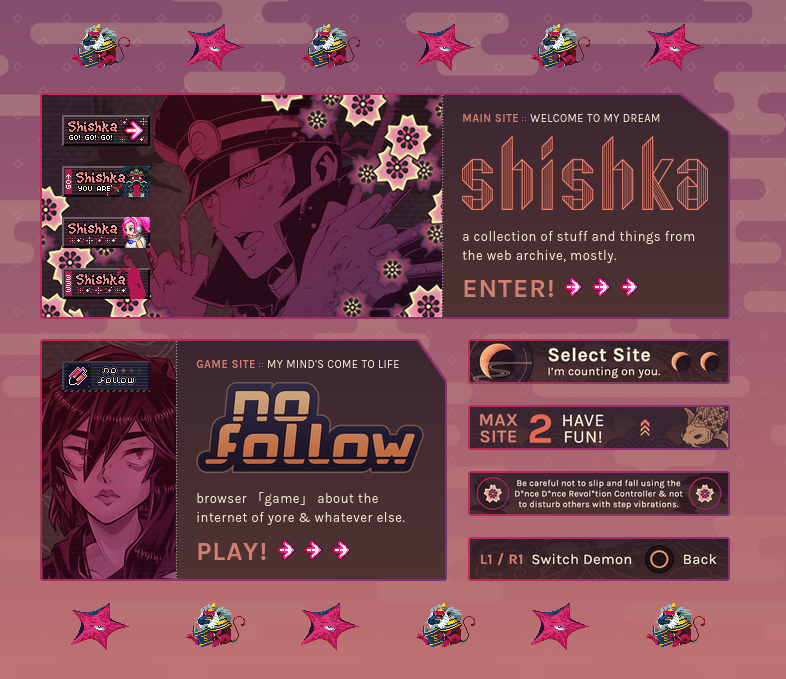 Shishka
GO! GO! GO!
GO→
Shishka
YOU ARE
Shishka
WWW
Shishka
MAIN SITE :: WELCOME TO MY DREAM
shishka
a collection of stuff and things from
the web archive, mostly.
ENTER!
no
follow
GAME SITE :: MY MIND'S COME TO LIFE
no
follow
browser 「game」 about the
internet of yore & whatever else.
PLAY!
Select Site
I'm counting on you.
MAX
SITE
2
HAVE
FUN!
Be careful not to slip and fall using the
D*nce D*nce Revol*tion Controller & not
to disturb others with step vibrations.
L1 / R1 Switch Demon
Back